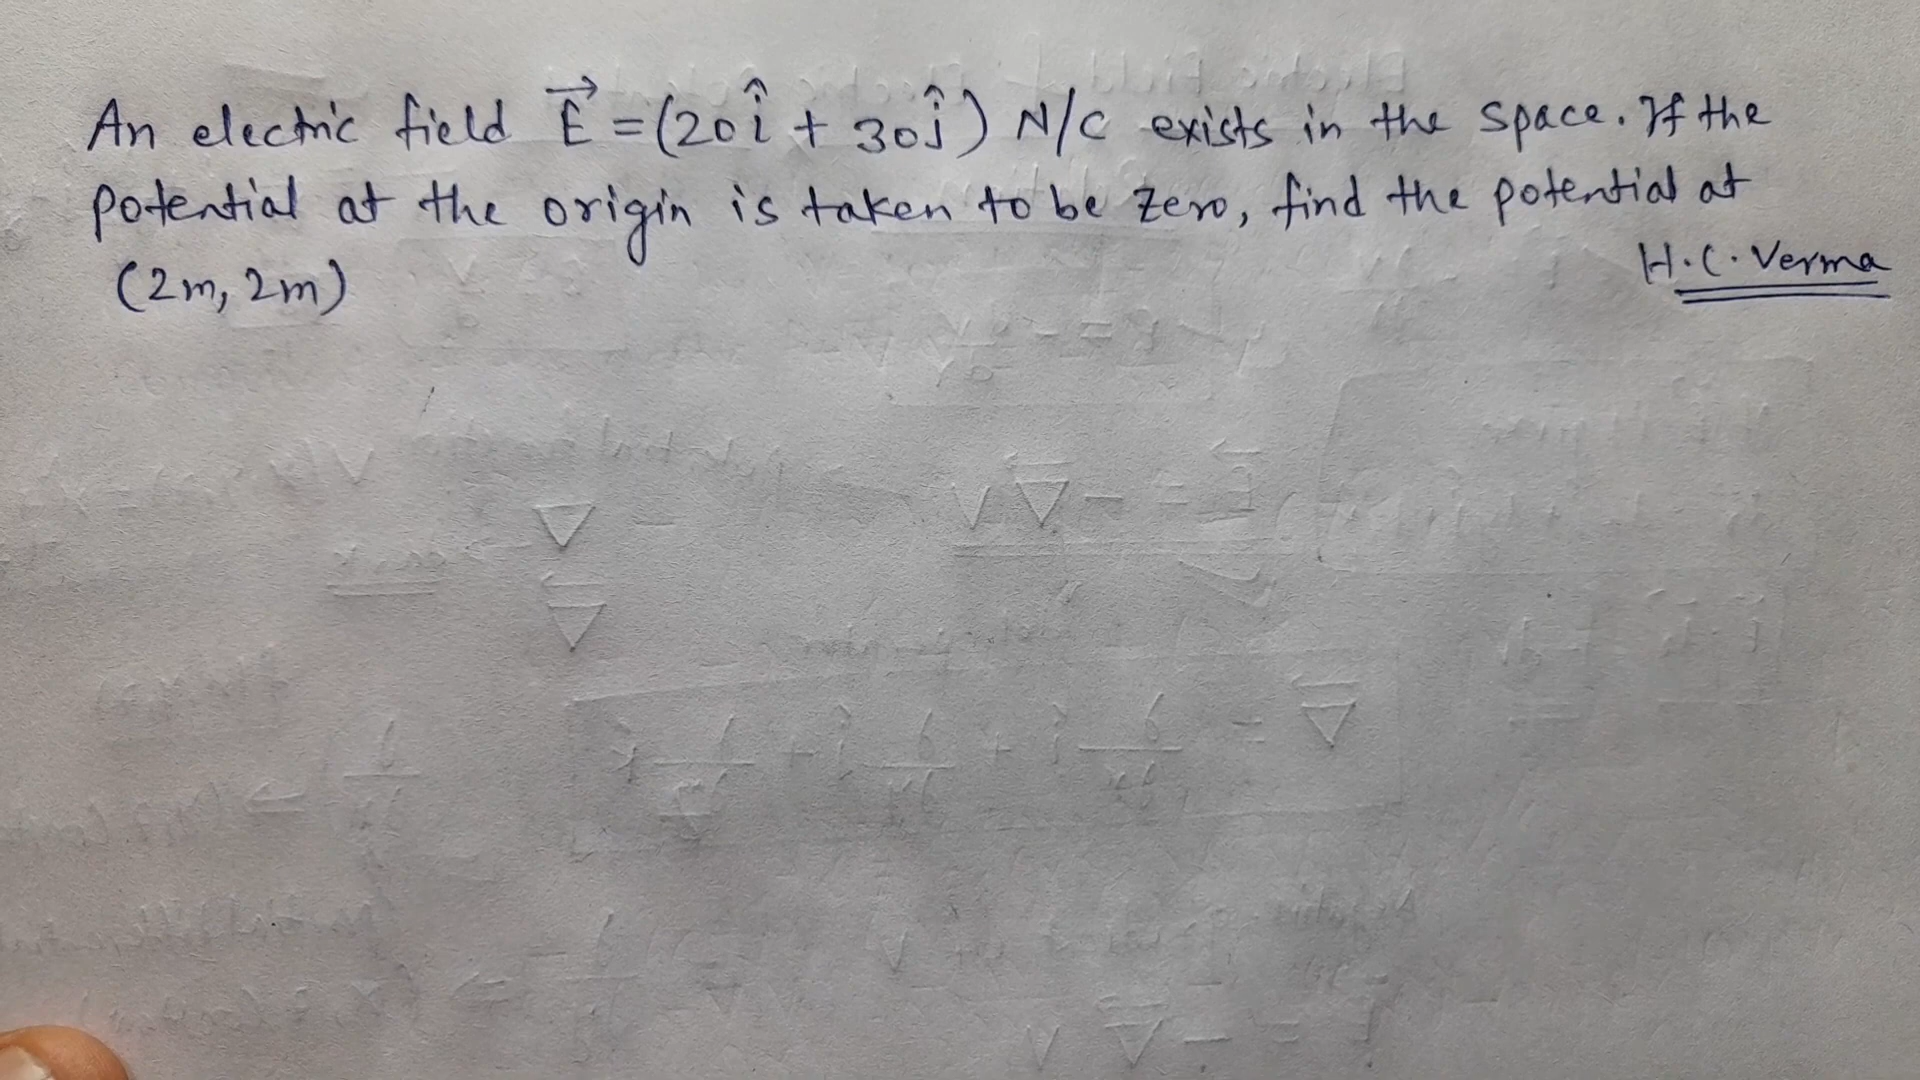 An electric field E⃗ = (20î + 30ĵ) N/C exists in the space. If the
potential at the origin is taken to be zero, find the potential at
(2m, 2m)
H.C. Verma